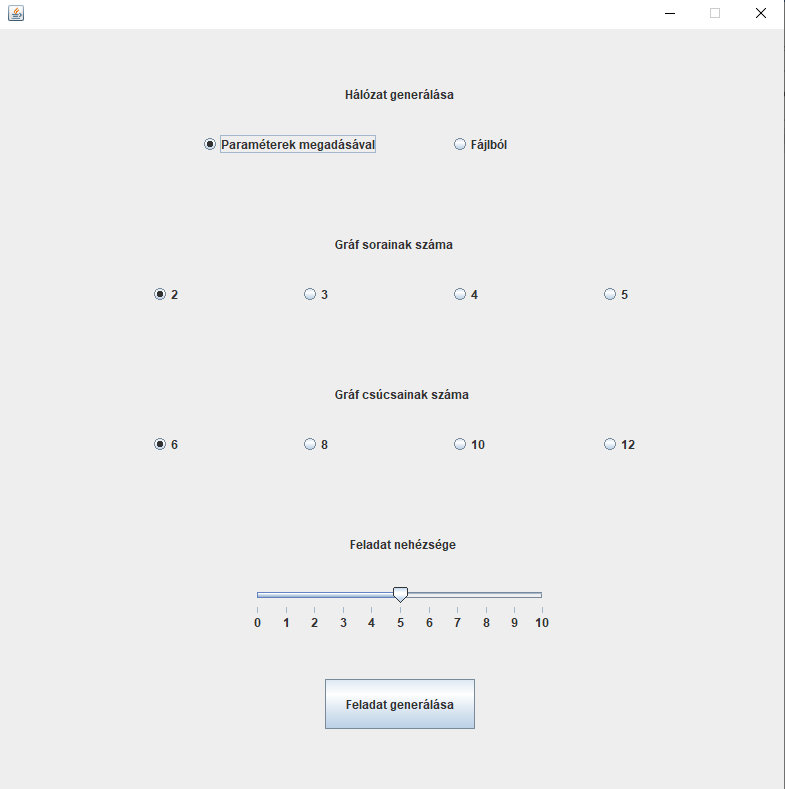 Hálózat generálása
Paraméterek megadásával Fájlból
Gráf sorainak száma
2 3 4 5
Gráf csúcsainak száma
6 8 10 12
Feladat nehézsége
0 1 2 3 4 5 6 7 8 9 10
Feladat generálása